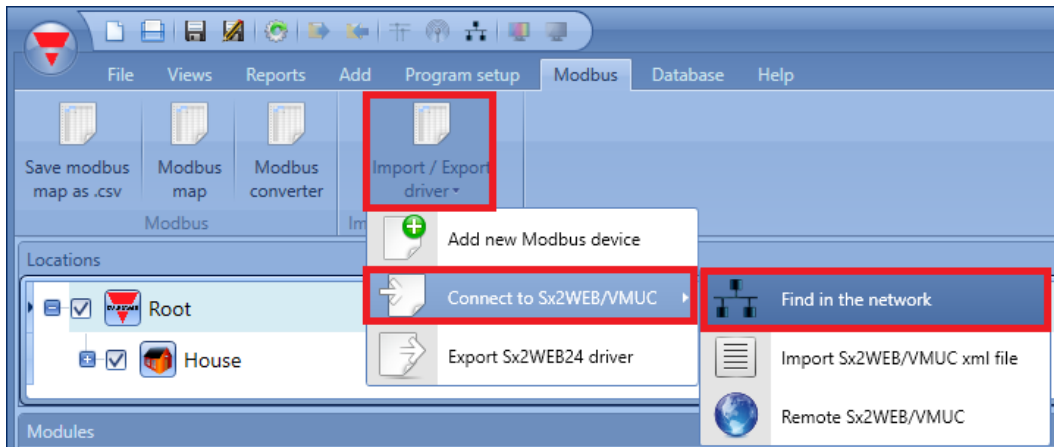 File Views Reports Add Program setup Modbus Database Help
Save modbus map as .csv
Modbus map
Modbus converter
Import / Export driver
Modbus
Im
Add new Modbus device
Locations
Connect to Sx2WEB/VMUC
Find in the network
Root
Export Sx2WEB24 driver
Import Sx2WEB/VMUC xml file
House
Remote Sx2WEB/VMUC
Modules